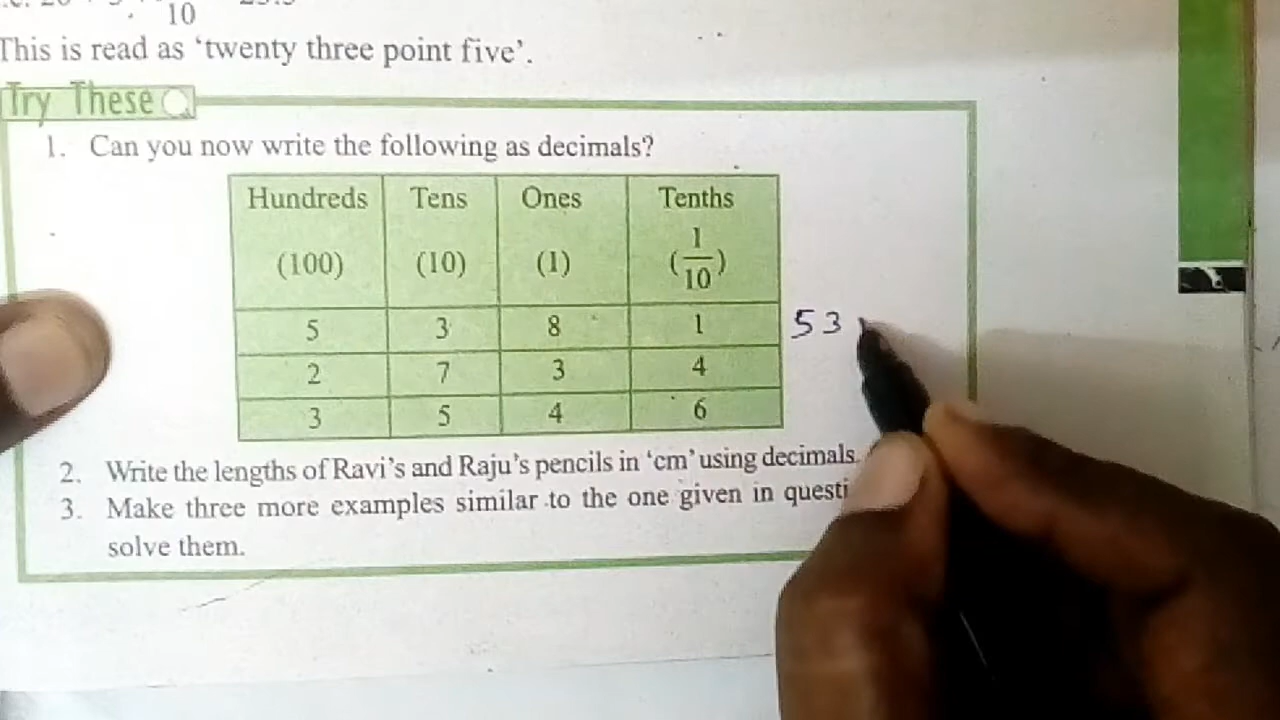 10
This is read as ‘twenty three point five’.
Try These
1. Can you now write the following as decimals?
Hundreds Tens Ones Tenths
(100) (10) (1) (1/10)
5 3 8 1 53
2 7 3 4
3 5 4 6
2. Write the lengths of Ravi’s and Raju’s pencils in ‘cm’ using decimals.
3. Make three more examples similar to the one given in questi
solve them.